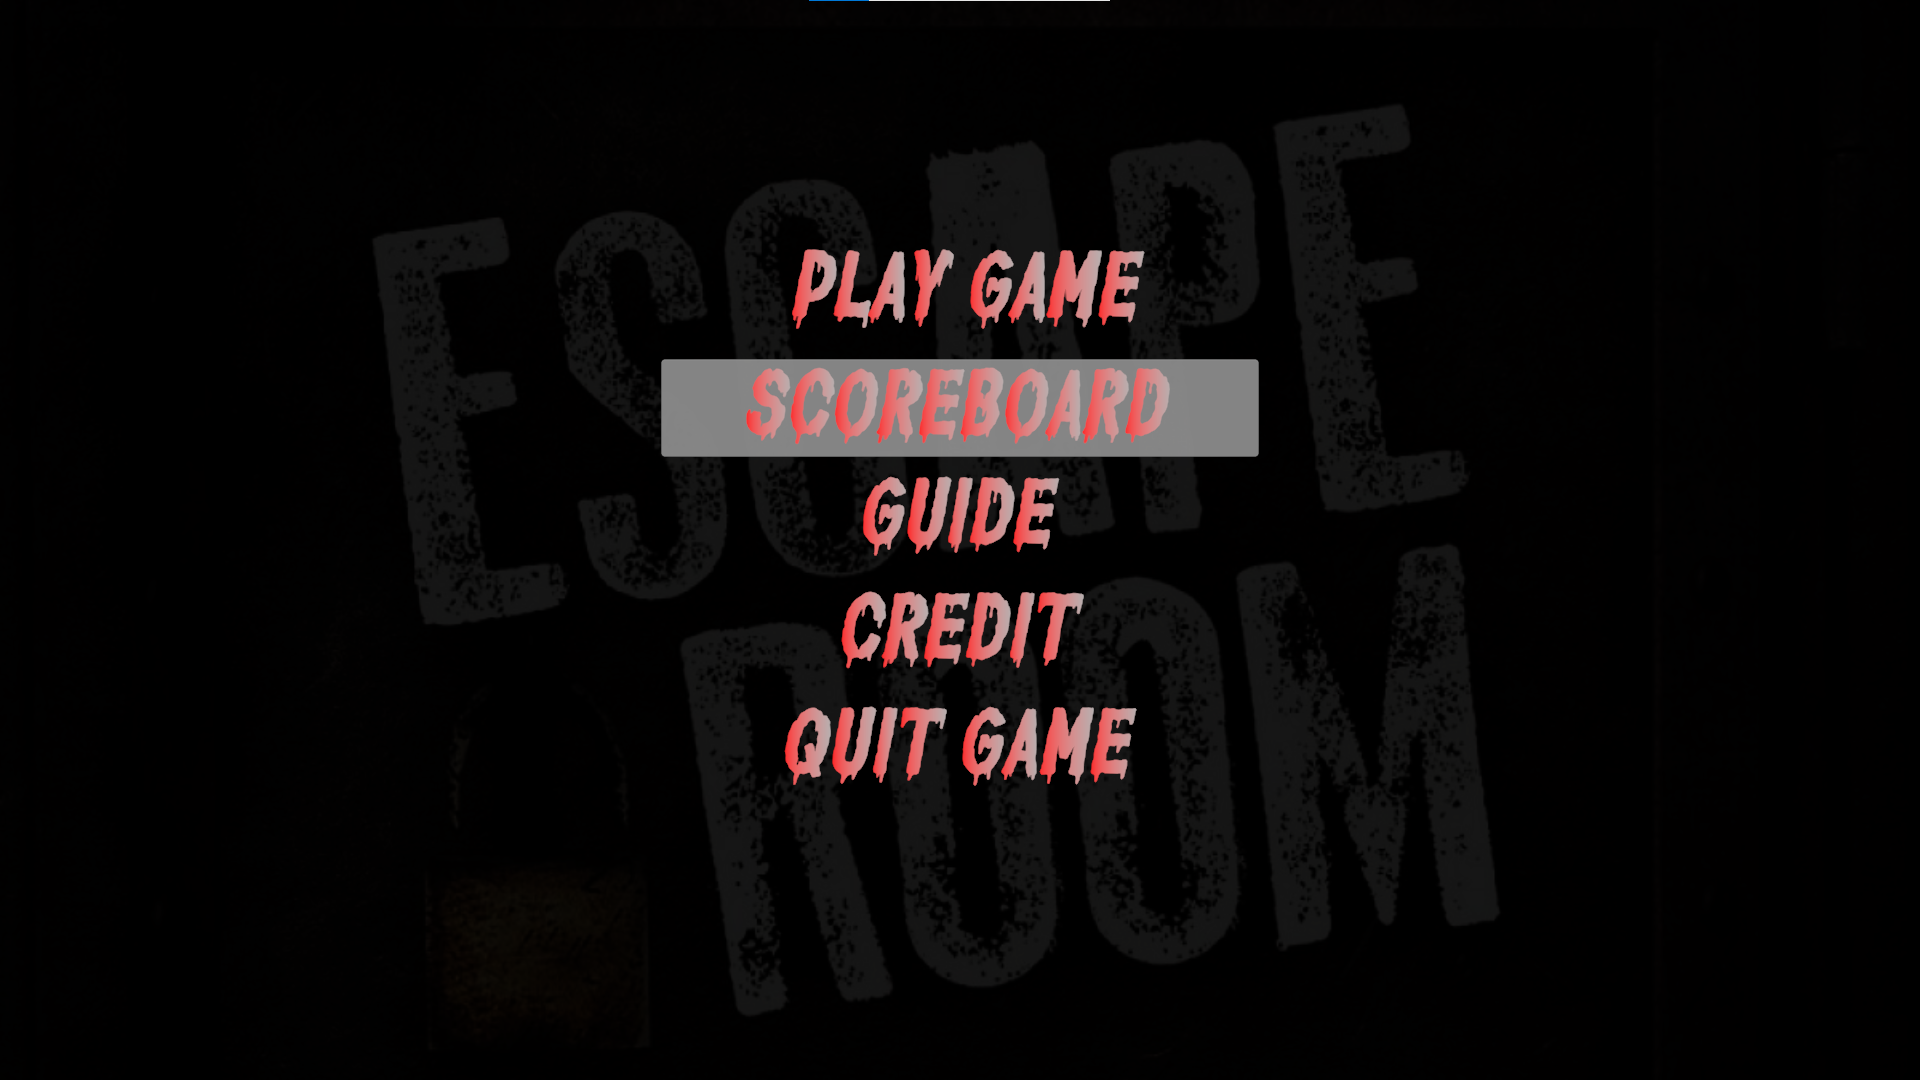 ESCAPE
ROOM
PLAY GAME
SCOREBOARD
GUIDE
CREDIT
QUIT GAME